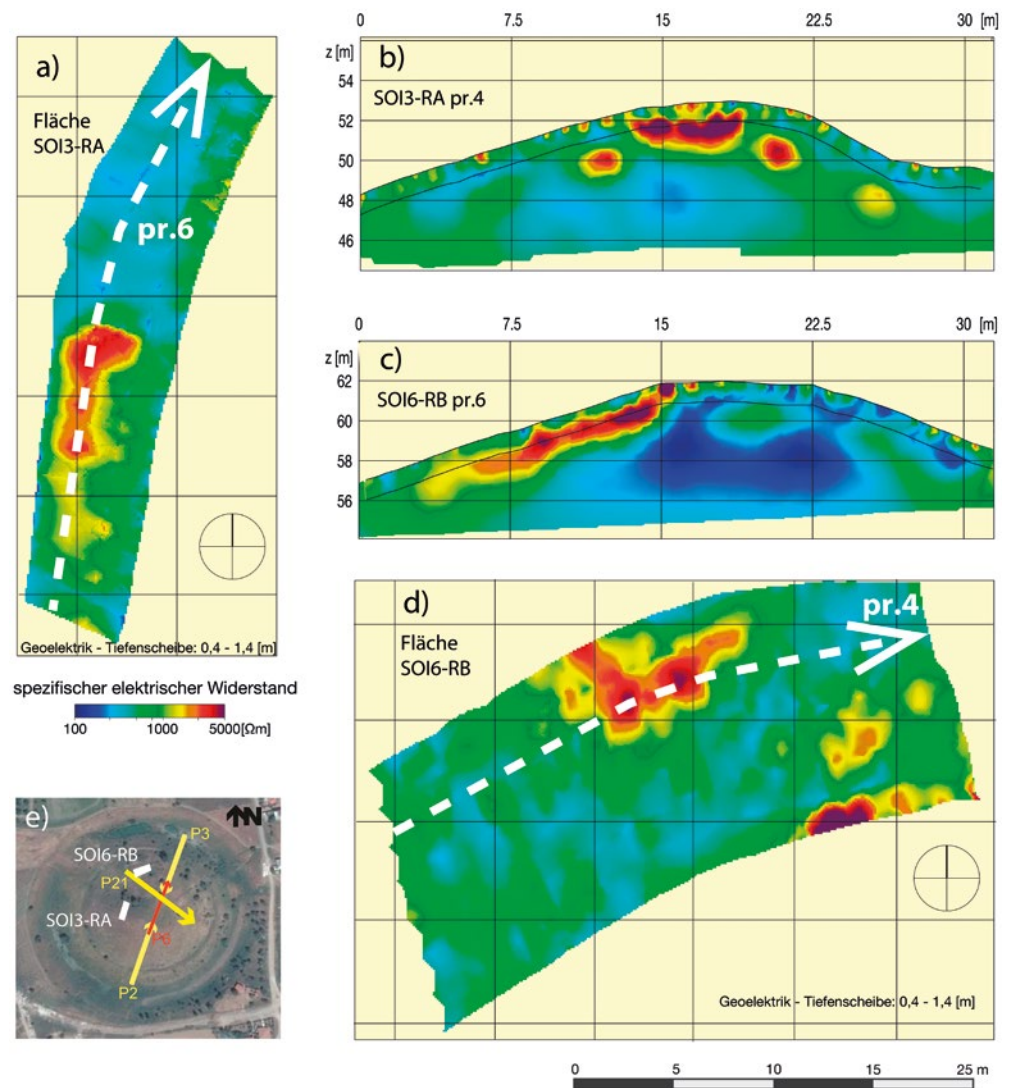 a)
Fläche
SOI3-RA
pr.6
Geoelektrik - Tiefenscheibe: 0,4 - 1,4 [m]
spezifischer elektrischer Widerstand
100 1000 5000[Ωm]
e)
N
P3
SOI6-RB
P21
SOI3-RA
P6
P2
0 7.5 15 22.5 30 [m]
z [m]
b)
SOI3-RA pr.4
54
52
50
48
46
0 7.5 15 22.5 30 [m]
z [m]
c)
SOI6-RB pr.6
62
60
58
56
d)
Fläche
SOI6-RB
pr.4
Geoelektrik - Tiefenscheibe: 0,4 - 1,4 [m]
0 5 10 15 25 m